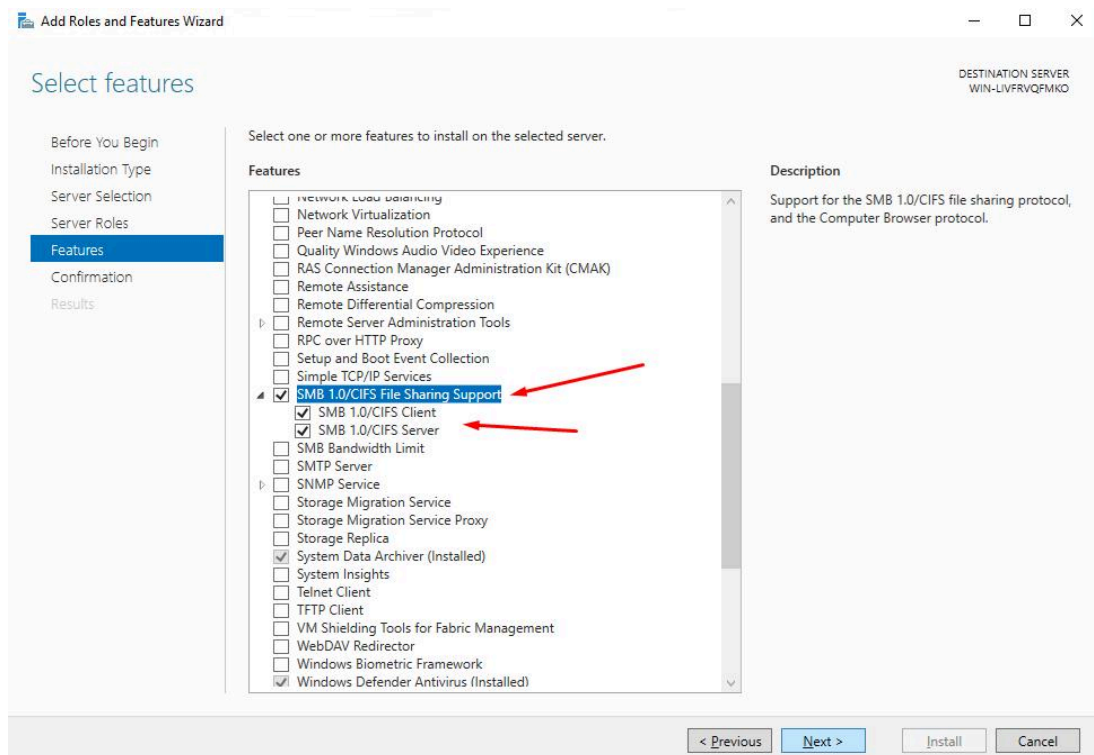 Add Roles and Features Wizard
Select features
DESTINATION SERVER
WIN-LIVFRVQFMKO
Before You Begin
Installation Type
Server Selection
Server Roles
Features
Confirmation
Results
Select one or more features to install on the selected server.
Features
Network Load Balancing
Network Virtualization
Peer Name Resolution Protocol
Quality Windows Audio Video Experience
RAS Connection Manager Administration Kit (CMAK)
Remote Assistance
Remote Differential Compression
Remote Server Administration Tools
RPC over HTTP Proxy
Setup and Boot Event Collection
Simple TCP/IP Services
SMB 1.0/CIFS File Sharing Support
SMB 1.0/CIFS Client
SMB 1.0/CIFS Server
SMB Bandwidth Limit
SMTP Server
SNMP Service
Storage Migration Service
Storage Migration Service Proxy
Storage Replica
System Data Archiver (Installed)
System Insights
Telnet Client
TFTP Client
VM Shielding Tools for Fabric Management
WebDAV Redirector
Windows Biometric Framework
Windows Defender Antivirus (Installed)
Description
Support for the SMB 1.0/CIFS file sharing protocol,
and the Computer Browser protocol.
< Previous
Next >
Install
Cancel